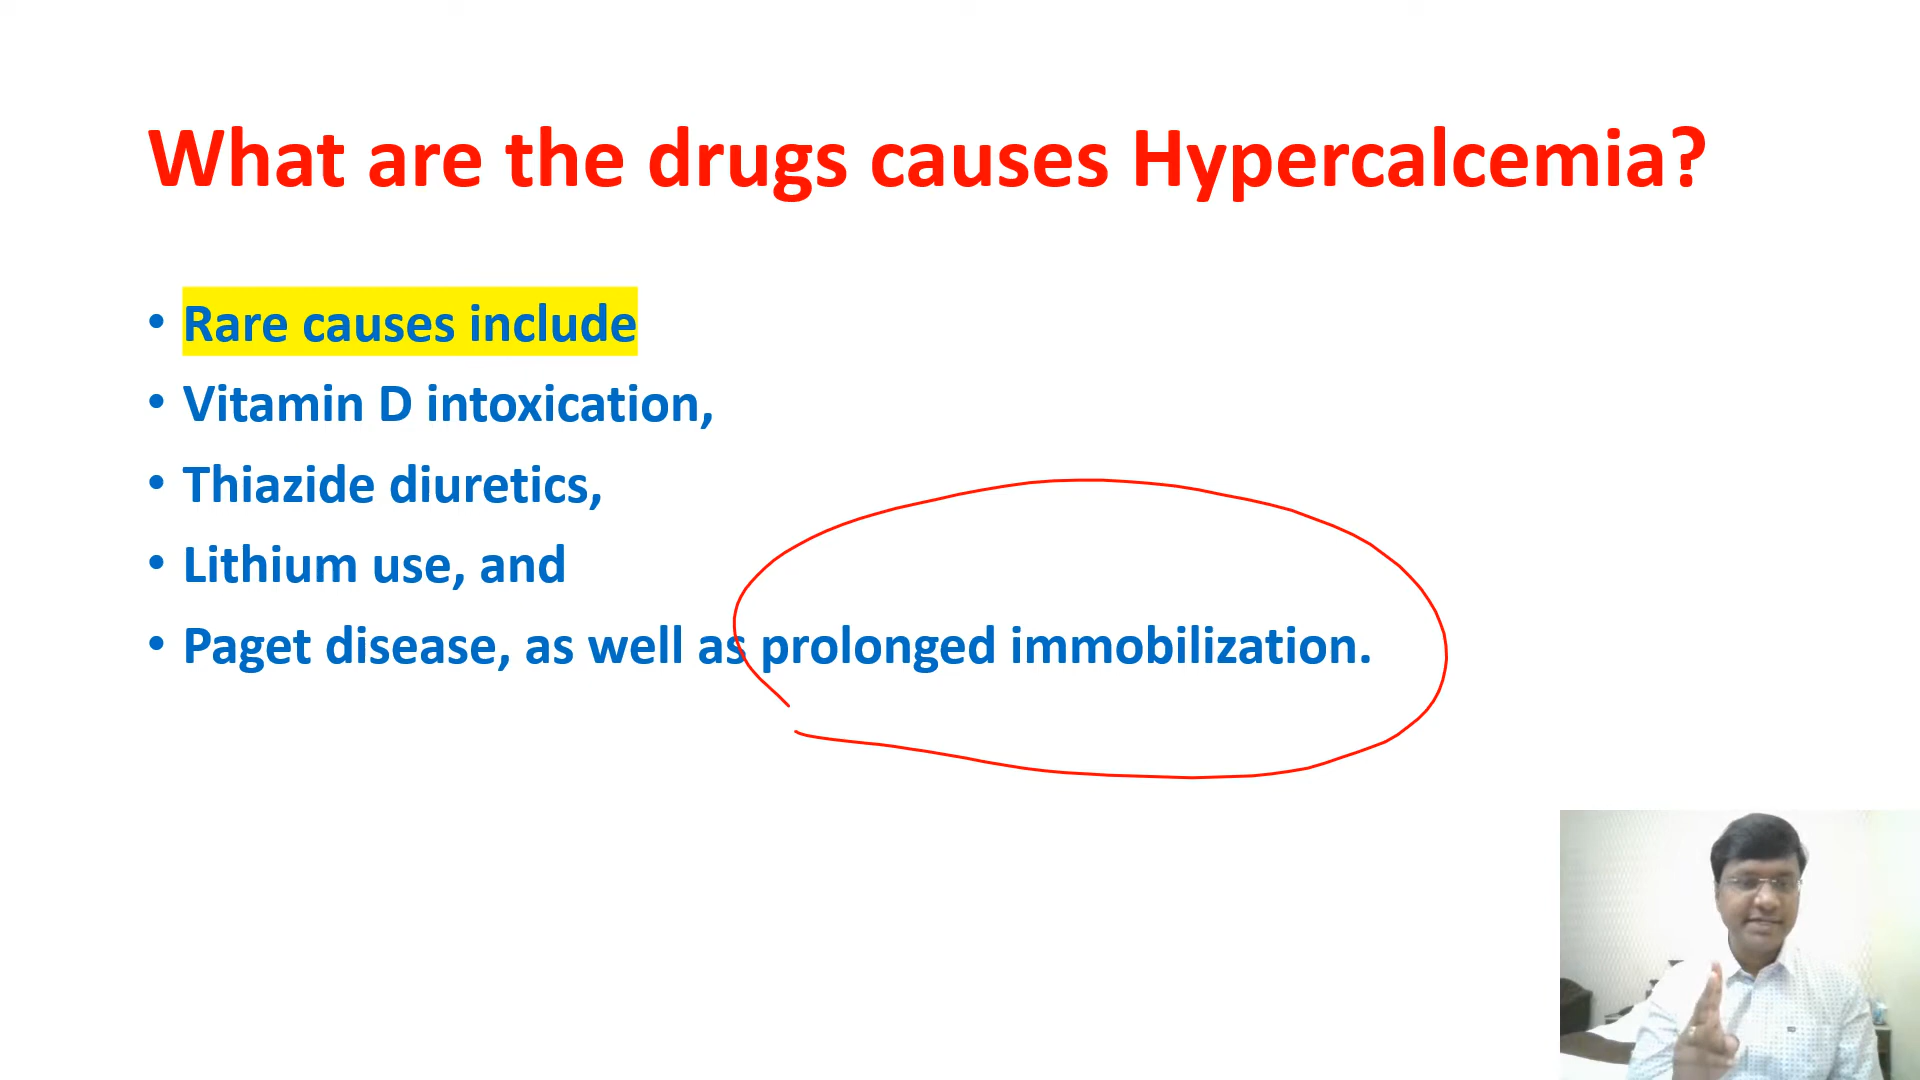 What are the drugs causes Hypercalcemia?
• Rare causes include
• Vitamin D intoxication,
• Thiazide diuretics,
• Lithium use, and
• Paget disease, as well as prolonged immobilization.